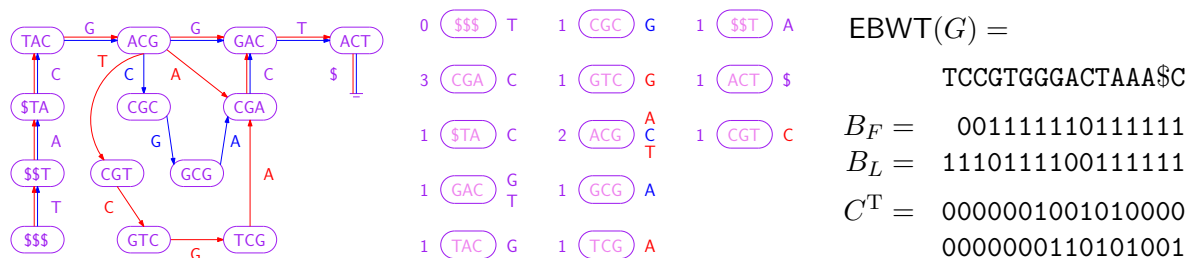 TAC G ACG G GAC T ACT
C T C A C $
$TA CGC CGA
A G A
$$T CGT GCG A
T C
$$$ GTC G TCG
0 $$$ T
3 CGA C
1 $TA C
1 GAC G T
1 TAC G
1 CGC G
1 GTC G
2 ACG A C T
1 GCG A
1 TCG A
1 $$T A
1 ACT $
1 CGT C
EBWT(G) =
TCCGTGGGACTAAA$C
B_F = 001111110111111
B_L = 1110111100111111
C^T = 0000001001010000
0000000110101001